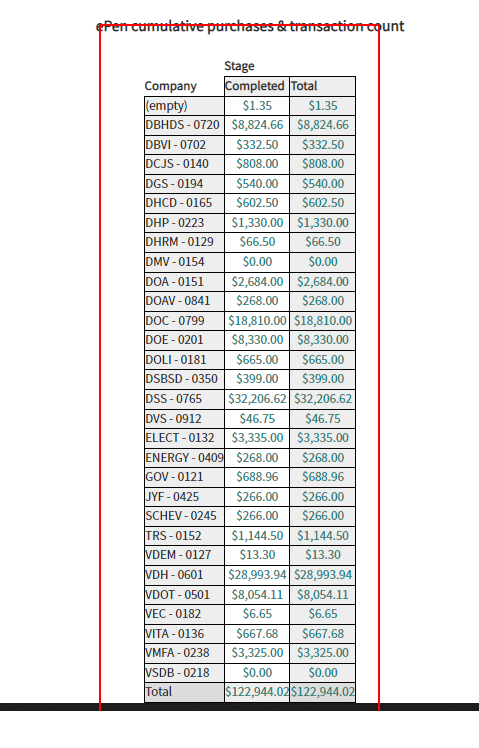 ePen cumulative purchases & transaction count
Stage
Company Completed Total
(empty) $1.35 $1.35
DBHDS - 0720 $8,824.66 $8,824.66
DBVI - 0702 $332.50 $332.50
DCJS - 0140 $808.00 $808.00
DGS - 0194 $540.00 $540.00
DHCD - 0165 $602.50 $602.50
DHP - 0223 $1,330.00 $1,330.00
DHRM - 0129 $66.50 $66.50
DMV - 0154 $0.00 $0.00
DOA - 0151 $2,684.00 $2,684.00
DOAV - 0841 $268.00 $268.00
DOC - 0799 $18,810.00 $18,810.00
DOE - 0201 $8,330.00 $8,330.00
DOLI - 0181 $665.00 $665.00
DSBSD - 0350 $399.00 $399.00
DSS - 0765 $32,206.62 $32,206.62
DVS - 0912 $46.75 $46.75
ELECT - 0132 $3,335.00 $3,335.00
ENERGY - 0409 $268.00 $268.00
GOV - 0121 $688.96 $688.96
JYF - 0425 $266.00 $266.00
SCHEV - 0245 $266.00 $266.00
TRS - 0152 $1,144.50 $1,144.50
VDEM - 0127 $13.30 $13.30
VDH - 0601 $28,993.94 $28,993.94
VDOT - 0501 $8,054.11 $8,054.11
VEC - 0182 $6.65 $6.65
VITA - 0136 $667.68 $667.68
VMFA - 0238 $3,325.00 $3,325.00
VSDB - 0218 $0.00 $0.00
Total $122,944.02 $122,944.02